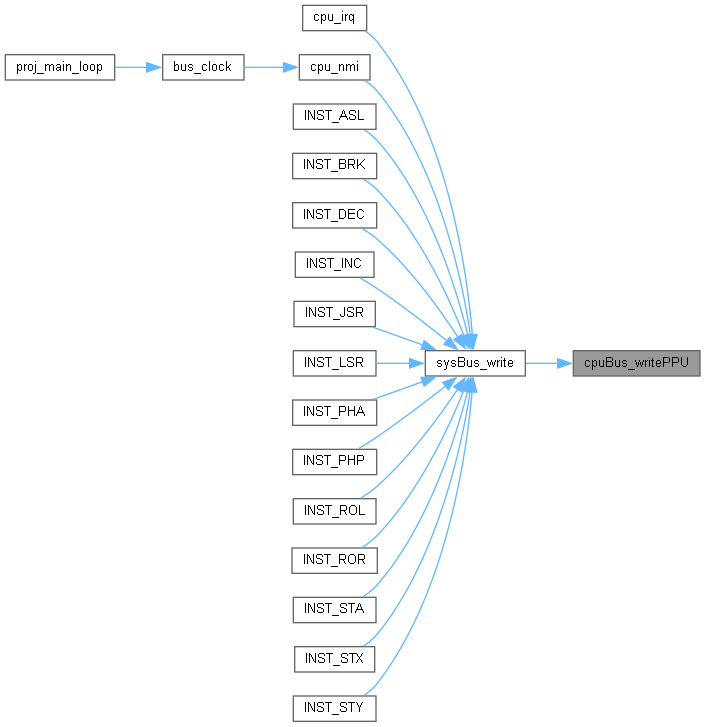 cpu_irq
proj_main_loop
bus_clock
cpu_nmi
INST_ASL
INST_BRK
INST_DEC
INST_INC
INST_JSR
INST_LSR
sysBus_write
cpuBus_writePPU
INST_PHA
INST_PHP
INST_ROL
INST_ROR
INST_STA
INST_STX
INST_STY